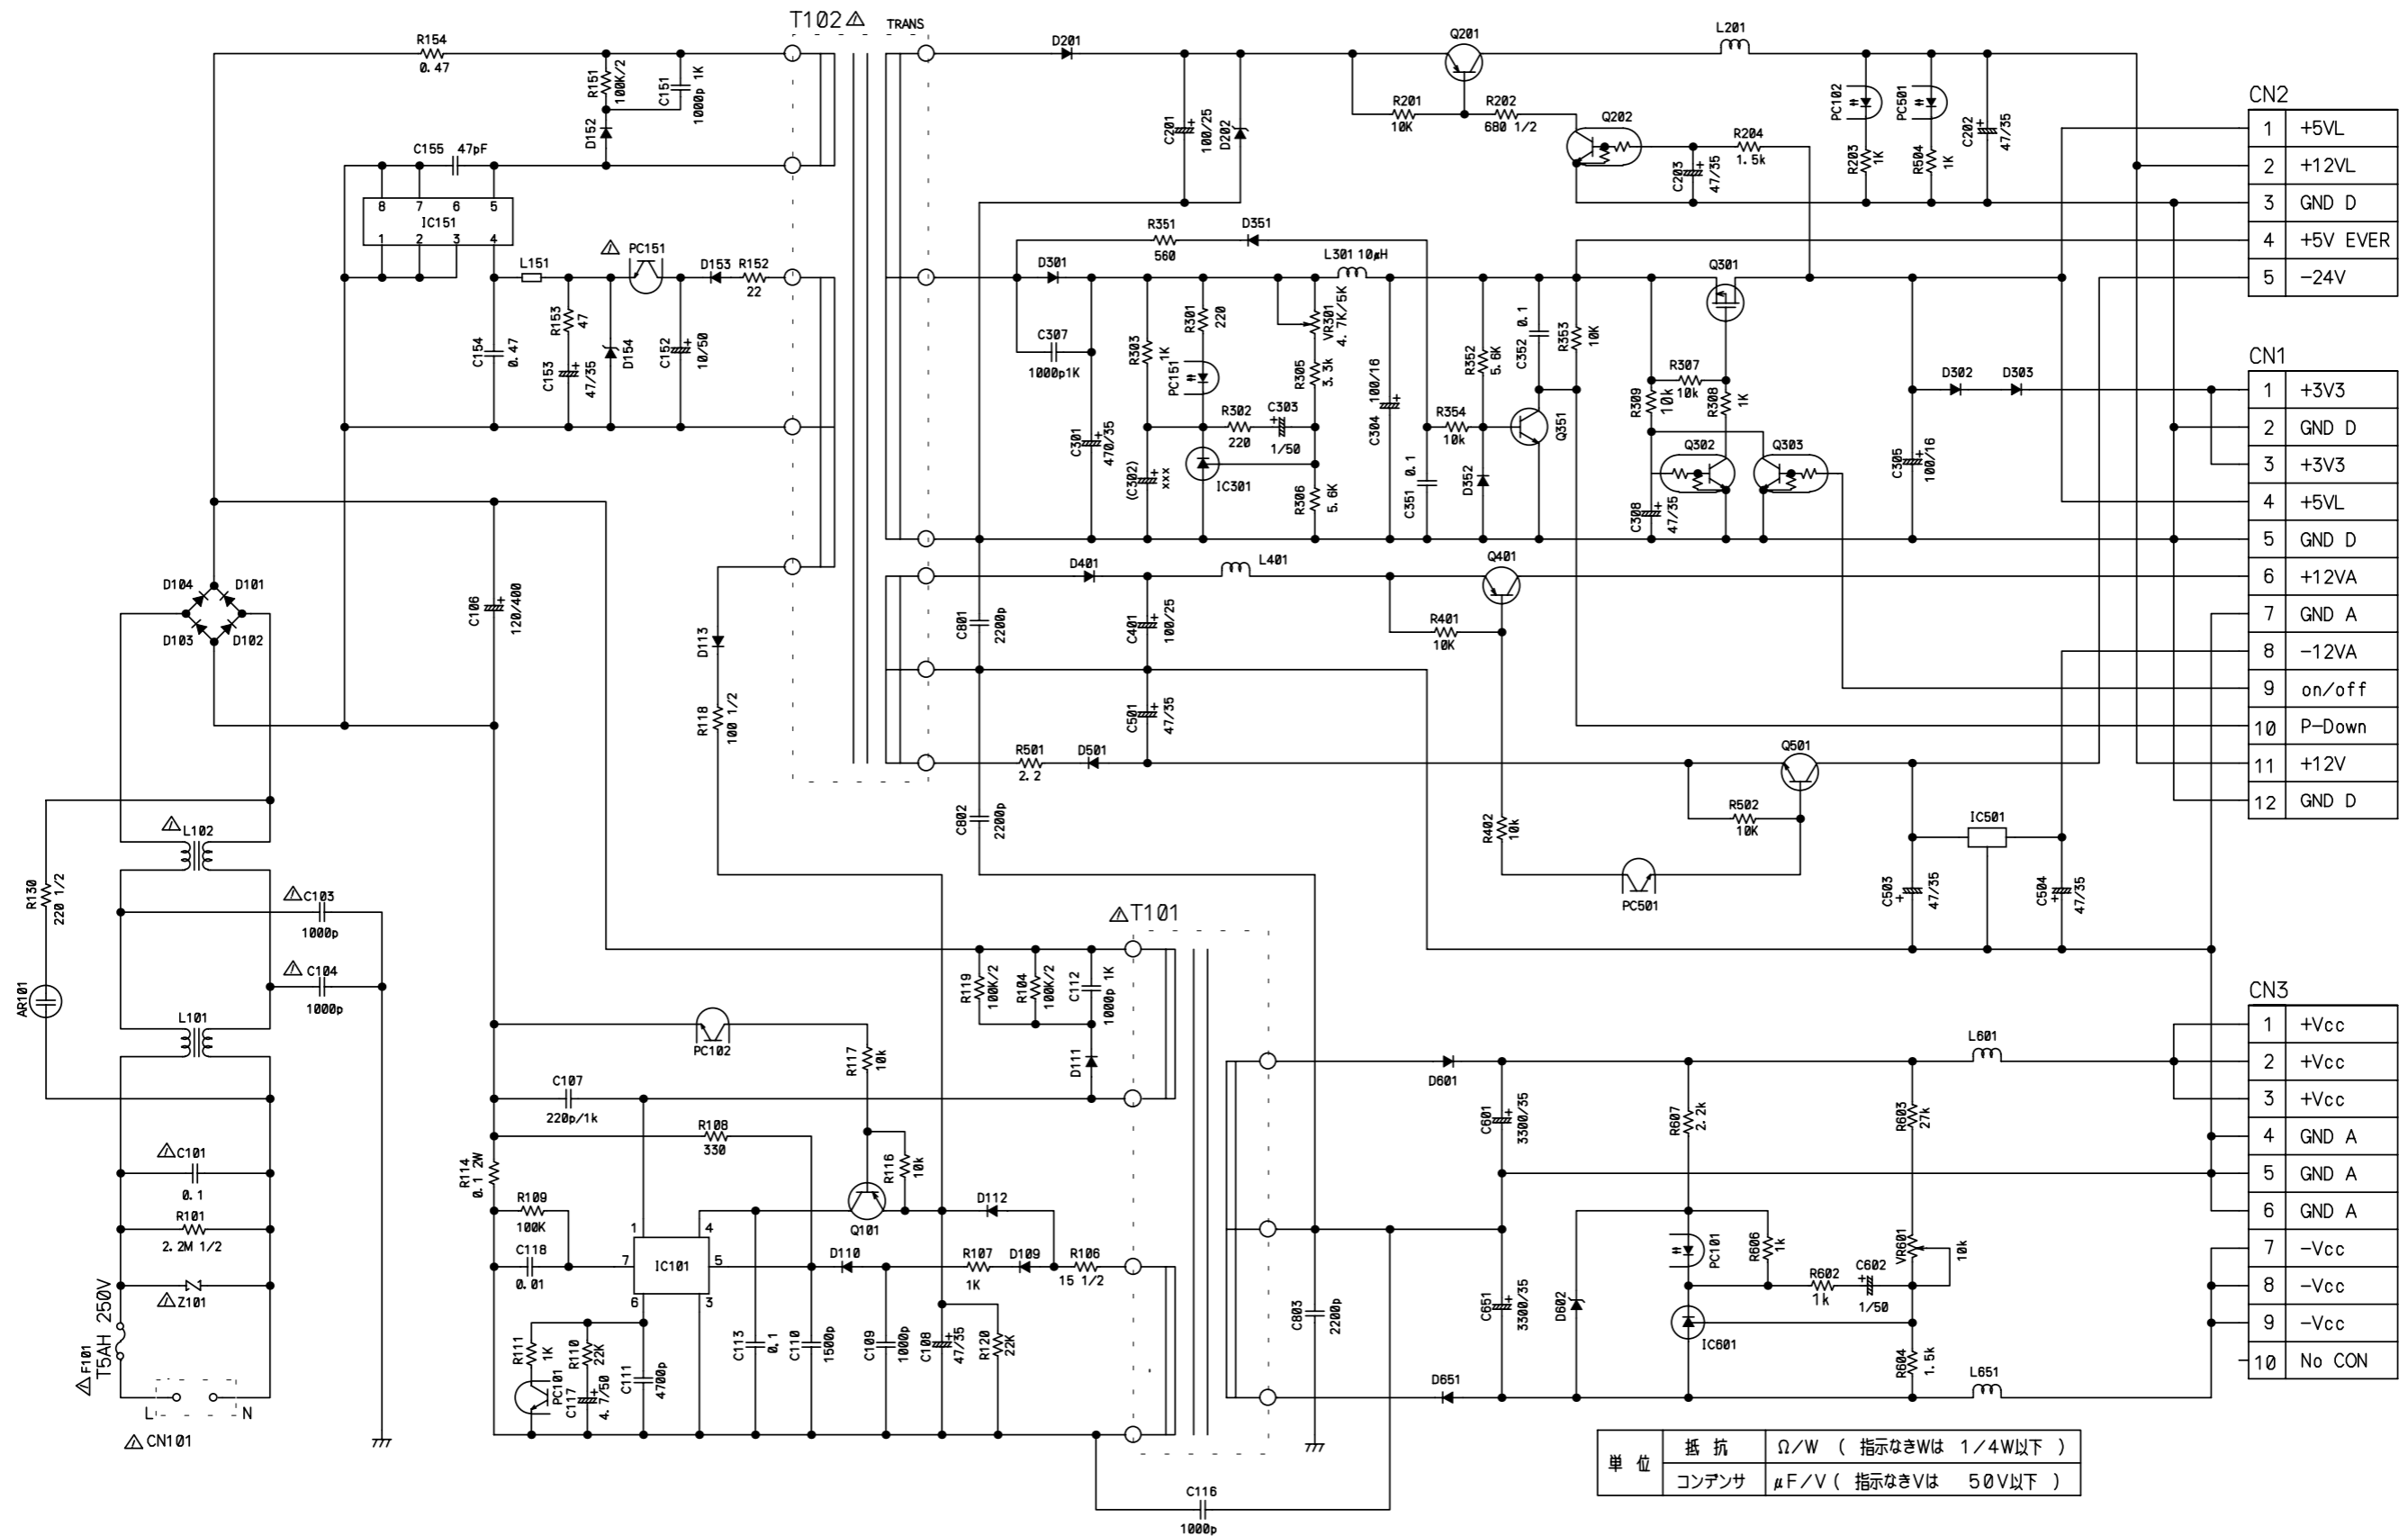 T102 TRANS
R154
0.47
R151
100K/2
C151
1000p 1K
D152
C155 47pF
8 7 6 5
IC151
1 2 3 4
L151
PC151
D153
R152
22
R153
47
C154
0.47
C153
47/35
D154
C152
10/50
D104
D101
D103
D102
C106
120/400
D113
R118
100 1/2
L102
R130
220 1/2
C103
1000p
C104
1000p
AR101
L101
C101
0.1
R101
2.2M 1/2
Z101
F101
T5AH 250V
L
N
CN101
D201
C201
100/25
D202
Q201
R201
10K
R202
680 1/2
Q202
R204
1.5k
C203
47/35
L201
PC102
PC501
R203
1K
R504
1K
C202
47/35
R351
560
D351
D301
L301 10μH
C307
1000p1K
C301
470/35
R303
1K
(C302)
xxx
R301
220
PC151
R302
220
C303
1/50
IC301
VR301
4.7K/5K
R305
3.3k
R306
5.6K
C304
100/16
C351
0.1
R354
10k
R352
5.6K
D352
C352
0.1
R353
10K
Q351
Q301
R307
10k
R309
10k
R308
1K
Q302
Q303
C308
47/35
C305
100/16
D302
D303
D401
L401
Q401
C801
2200p
C401
100/25
R401
10K
C501
47/35
R501
2.2
D501
C802
2200p
R402
10k
Q501
R502
10K
PC501
IC501
C503
47/35
C504
47/35
T101
R119
100K/2
R104
100K/2
C112
1000p 1K
D111
PC102
R117
10k
C107
220p/1k
R108
330
R114
0.1 2W
R116
10k
R109
100K
C118
0.01
Q101
D112
1 4
7 IC101 5
6 3
D110
R107
1K
D109
R106
15 1/2
R111
1K
R110
22K
PC101
C117
4.7/50
C111
4700p
C113
0.1
C110
1500p
C109
1000p
C108
47/35
R120
22K
C803
2200p
C116
1000p
D601
C601
3300/35
R607
2.2k
R603
27k
L601
C651
3300/35
D602
PC101
R606
1k
VR601
10k
R602
1k
C602
1/50
IC601
R604
1.5k
D651
L651
CN2
1 +5VL
2 +12VL
3 GND D
4 +5V EVER
5 -24V
CN1
1 +3V3
2 GND D
3 +3V3
4 +5VL
5 GND D
6 +12VA
7 GND A
8 -12VA
9 on/off
10 P-Down
11 +12V
12 GND D
CN3
1 +Vcc
2 +Vcc
3 +Vcc
4 GND A
5 GND A
6 GND A
7 -Vcc
8 -Vcc
9 -Vcc
10 No CON
単位
抵抗 Ω/W ( 指示なきWは 1/4W以下 )
コンデンサ μF/V ( 指示なきVは 50V以下 )